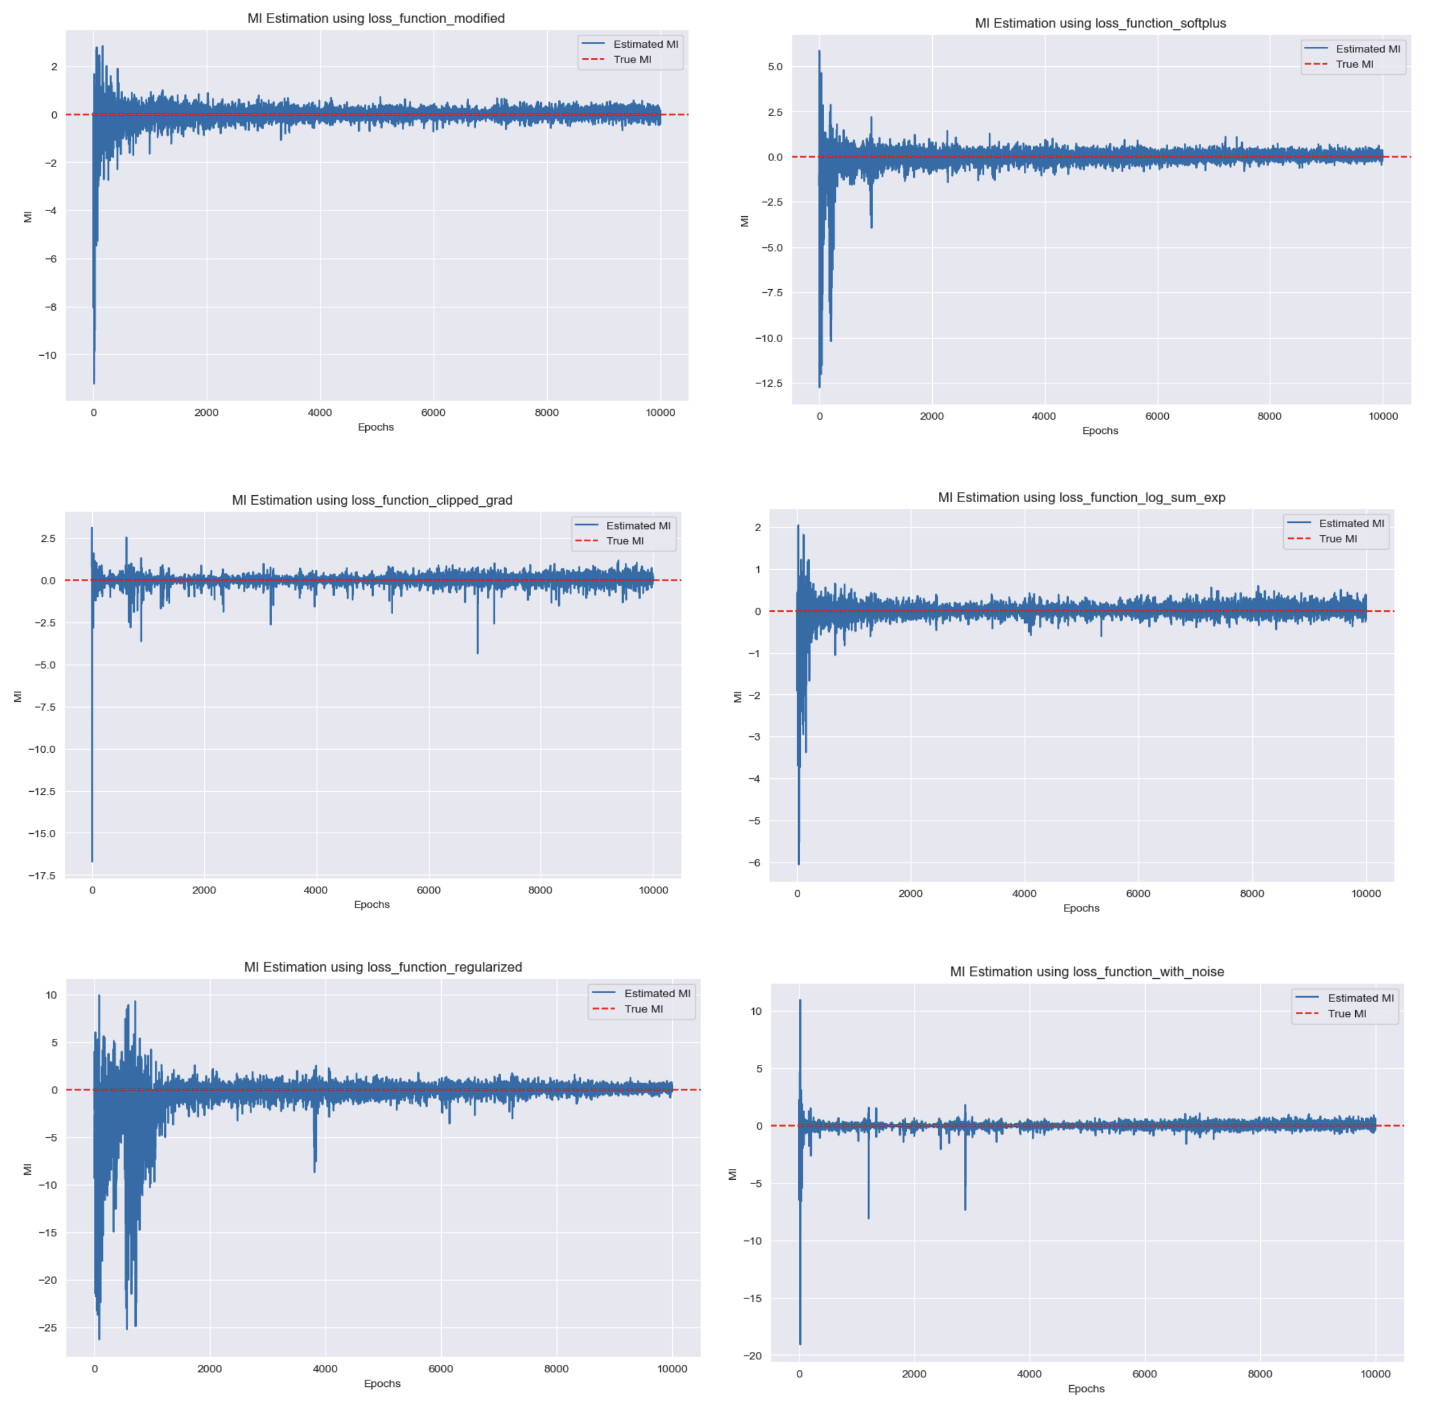 MI Estimation using loss_function_modified
Estimated MI
True MI
2
0
−2
−4
−6
−8
−10
MI
0 2000 4000 6000 8000 10000
Epochs
MI Estimation using loss_function_softplus
Estimated MI
True MI
5.0
2.5
0.0
−2.5
−5.0
−7.5
−10.0
−12.5
MI
0 2000 4000 6000 8000 10000
Epochs
MI Estimation using loss_function_clipped_grad
Estimated MI
True MI
2.5
0.0
−2.5
−5.0
−7.5
−10.0
−12.5
−15.0
−17.5
MI
0 2000 4000 6000 8000 10000
Epochs
MI Estimation using loss_function_log_sum_exp
Estimated MI
True MI
2
1
0
−1
−2
−3
−4
−5
−6
MI
0 2000 4000 6000 8000 10000
Epochs
MI Estimation using loss_function_regularized
Estimated MI
True MI
10
5
0
−5
−10
−15
−20
−25
MI
0 2000 4000 6000 8000 10000
Epochs
MI Estimation using loss_function_with_noise
Estimated MI
True MI
10
5
0
−5
−10
−15
−20
MI
0 2000 4000 6000 8000 10000
Epochs